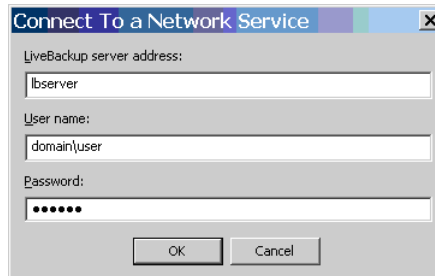 Connect To a Network Service
LiveBackup server address:
lbserver
User name:
domain\user
Password:
●●●●●●
OK
Cancel